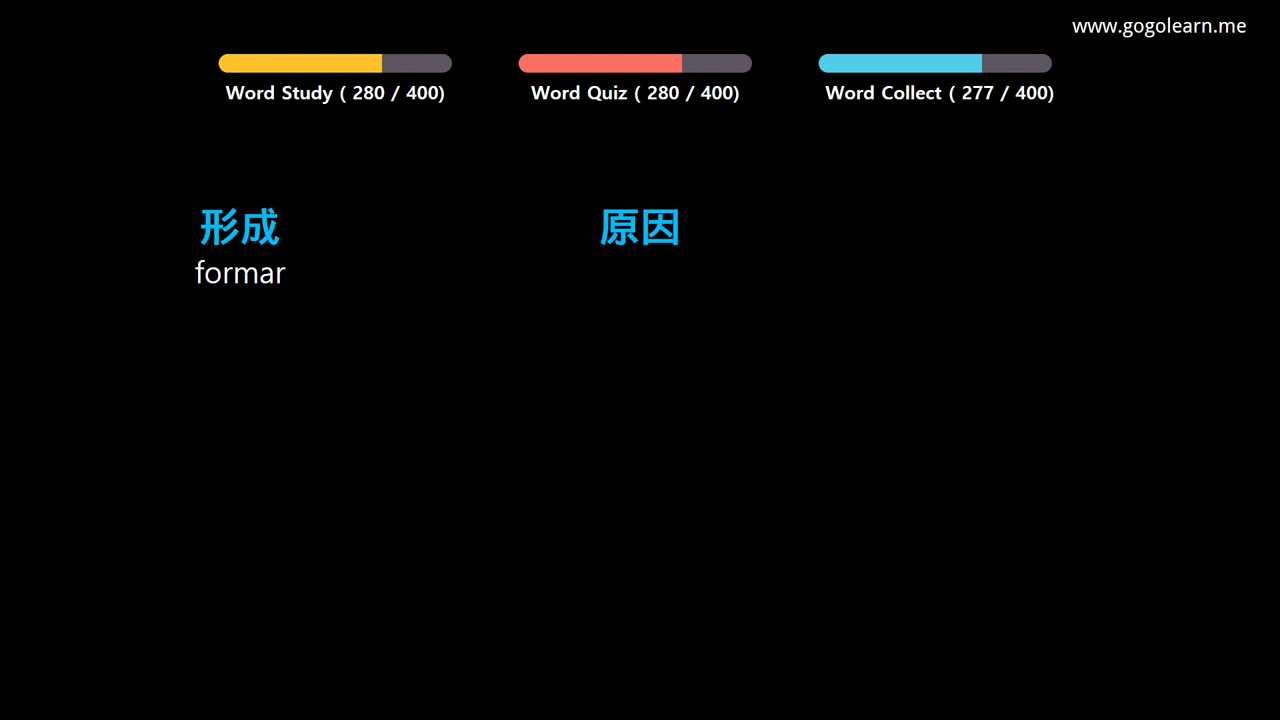 www.gogolearn.me
Word Study ( 280 / 400)
Word Quiz ( 280 / 400)
Word Collect ( 277 / 400)
形成
formar
原因